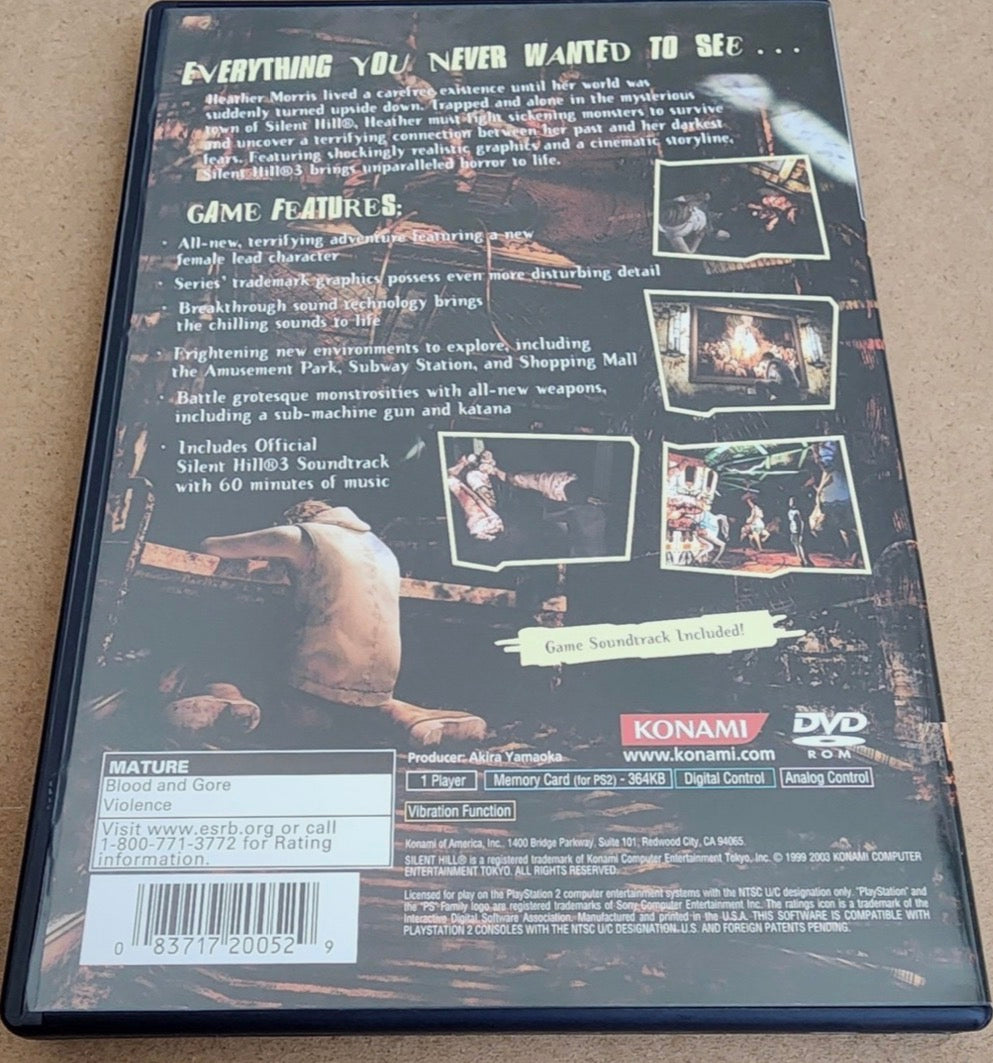 EVERYTHING YOU NEVER WANTED TO SEE . . .
Heather Morris lived a carefree existence until her world was
suddenly turned upside down. Trapped and alone in the mysterious
town of Silent Hill®, Heather must fight sickening monsters to survive
and uncover a terrifying connection between her past and her darkest
fears. Featuring shockingly realistic graphics and a cinematic storyline,
Silent Hill®3 brings unparalleled horror to life.
GAME FEATURES:
· All-new, terrifying adventure featuring a new
female lead character
· Series' trademark graphics possess even more disturbing detail
· Breakthrough sound technology brings
the chilling sounds to life
· Frightening new environments to explore, including
the Amusement Park, Subway Station, and Shopping Mall
· Battle grotesque monstrosities with all-new weapons,
including a sub-machine gun and katana
· Includes Official
Silent Hill®3 Soundtrack
with 60 minutes of music
Game Soundtrack Included!
KONAMI
www.konami.com
DVD
ROM
MATURE
Blood and Gore
Violence
Visit www.esrb.org or call
1-800-771-3772 for Rating
information.
Producer: Akira Yamaoka
1 Player
Memory Card (for PS2) - 364KB
Digital Control
Analog Control
Vibration Function
Konami of America, Inc. 1400 Bridge Parkway, Suite 101, Redwood City, CA 94065.
SILENT HILL® is a registered trademark of Konami Computer Entertainment Tokyo, Inc. © 1999 2003 KONAMI COMPUTER
ENTERTAINMENT TOKYO. ALL RIGHTS RESERVED.
Licensed for play on the PlayStation 2 computer entertainment systems with the NTSC U/C designation only. "PlayStation" and
the "PS" Family logo are registered trademarks of Sony Computer Entertainment Inc. The ratings icon is a trademark of the
Interactive Digital Software Association. Manufactured and printed in the U.S.A. THIS SOFTWARE IS COMPATIBLE WITH
PLAYSTATION 2 CONSOLES WITH THE NTSC U/C DESIGNATION. U.S. AND FOREIGN PATENTS PENDING.
0 83717 20052 9